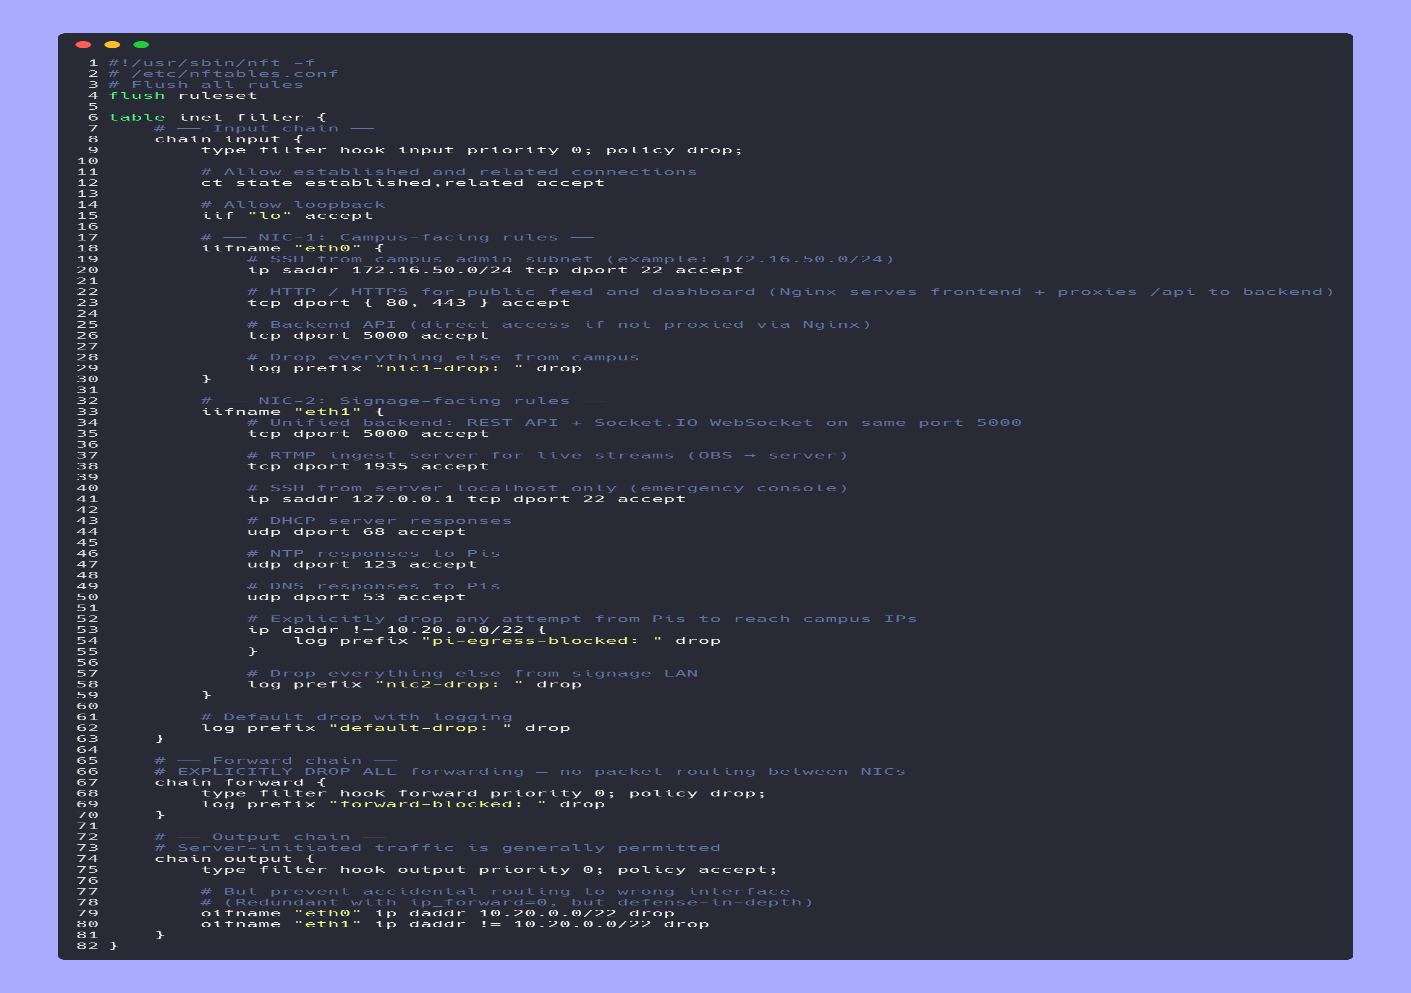 1 #!/usr/sbin/nft -f
2 # /etc/nftables.conf
3 # Flush all rules
4 flush ruleset
5
6 table inet filter {
7     # —— Input chain ——
8     chain input {
9         type filter hook input priority 0; policy drop;
10
11         # Allow established and related connections
12         ct state established,related accept
13
14         # Allow loopback
15         iif "lo" accept
16
17         # —— NIC-1: Campus-facing rules ——
18         iifname "eth0" {
19             # SSH from campus admin subnet (example: 172.16.50.0/24)
20             ip saddr 172.16.50.0/24 tcp dport 22 accept
21
22             # HTTP / HTTPS for public feed and dashboard (Nginx serves frontend + proxies /api to backend)
23             tcp dport { 80, 443 } accept
24
25             # Backend API (direct access if not proxied via Nginx)
26             tcp dport 5000 accept
27
28             # Drop everything else from campus
29             log prefix "nic1-drop: " drop
30         }
31
32         # —— NIC-2: Signage-facing rules ——
33         iifname "eth1" {
34             # Unified backend: REST API + Socket.IO WebSocket on same port 5000
35             tcp dport 5000 accept
36
37             # RTMP ingest server for live streams (OBS → server)
38             tcp dport 1935 accept
39
40             # SSH from server localhost only (emergency console)
41             ip saddr 127.0.0.1 tcp dport 22 accept
42
43             # DHCP server responses
44             udp dport 68 accept
45
46             # NTP responses to Pis
47             udp dport 123 accept
48
49             # DNS responses to Pis
50             udp dport 53 accept
51
52             # Explicitly drop any attempt from Pis to reach campus IPs
53             ip daddr != 10.20.0.0/22 {
54                 log prefix "pi-egress-blocked: " drop
55             }
56
57             # Drop everything else from signage LAN
58             log prefix "nic2-drop: " drop
59         }
60
61         # Default drop with logging
62         log prefix "default-drop: " drop
63     }
64
65     # —— Forward chain ——
66     # EXPLICITLY DROP ALL forwarding — no packet routing between NICs
67     chain forward {
68         type filter hook forward priority 0; policy drop;
69         log prefix "forward-blocked: " drop
70     }
71
72     # —— Output chain ——
73     # Server-initiated traffic is generally permitted
74     chain output {
75         type filter hook output priority 0; policy accept;
76
77         # But prevent accidental routing to wrong interface
78         # (Redundant with ip_forward=0, but defense-in-depth)
79         oifname "eth0" ip daddr 10.20.0.0/22 drop
80         oifname "eth1" ip daddr != 10.20.0.0/22 drop
81     }
82 }